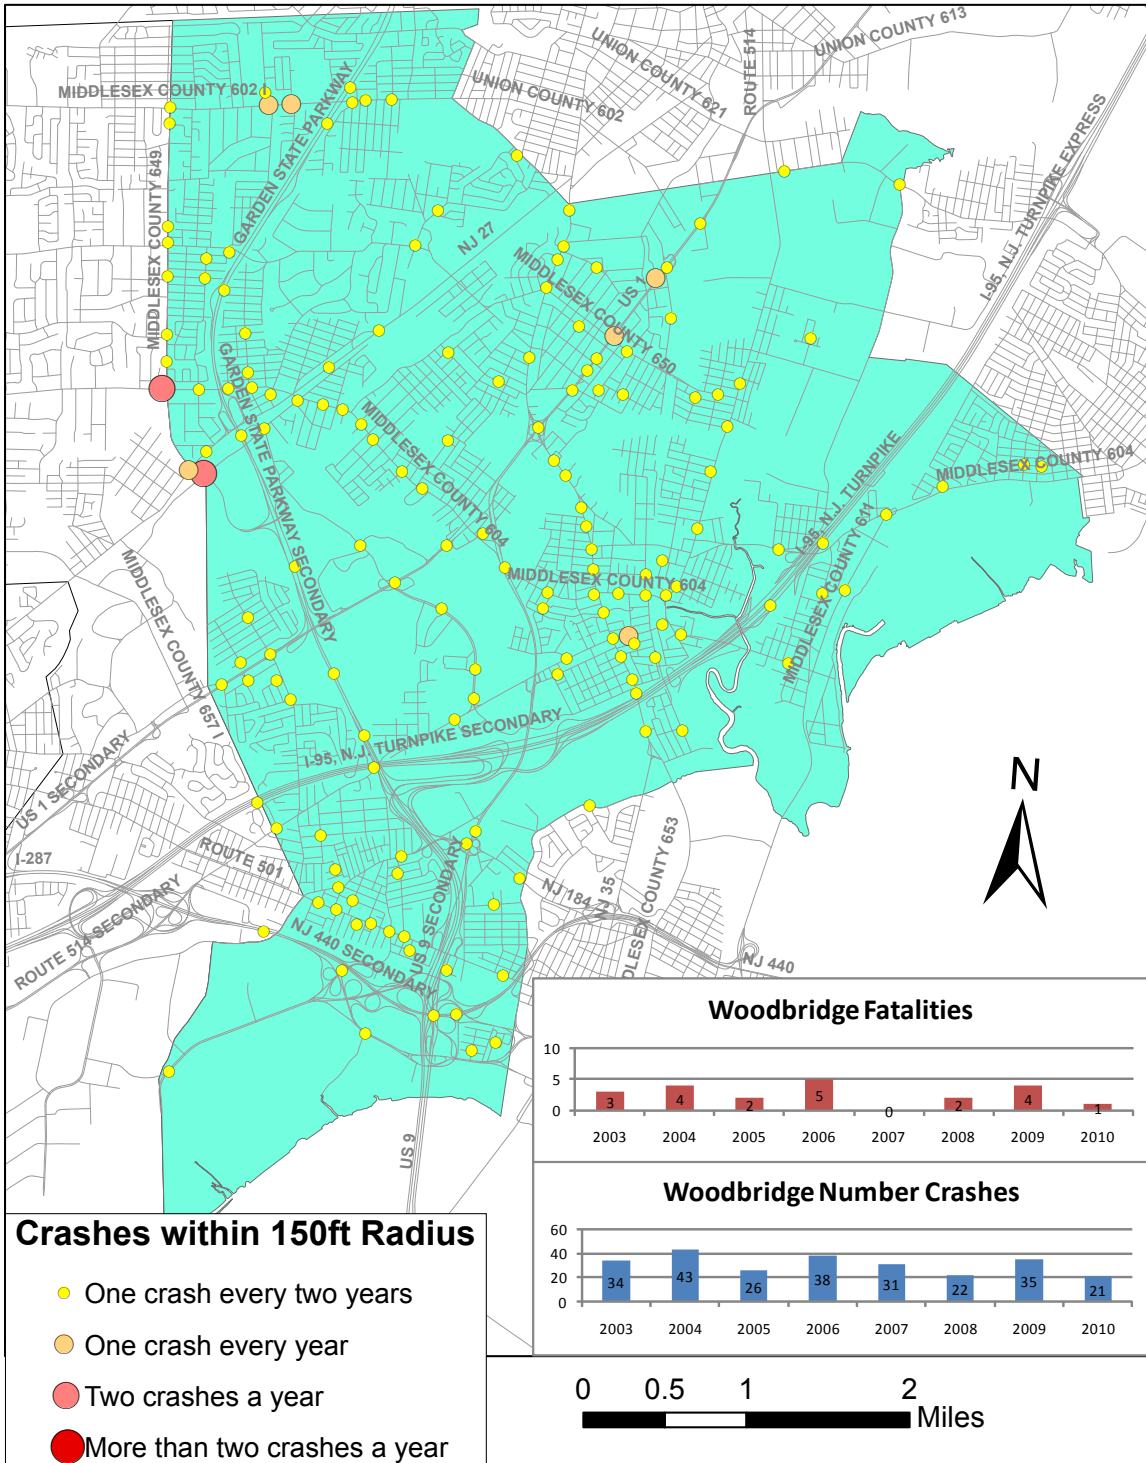 UNION COUNTY 613
UNION COUNTY 621
ROUTE 514
UNION COUNTY 602
MIDDLESEX COUNTY 602 I
GARDEN STATE PARKWAY
I-95, N.J. TURNPIKE EXPRESS
MIDDLESEX COUNTY 649
NJ 27
MIDDLESEX COUNTY 650
US 1
GARDEN STATE PARKWAY SECONDARY
MIDDLESEX COUNTY 604
MIDDLESEX COUNTY 604
I-95, N.J. TURNPIKE
MIDDLESEX COUNTY 611
MIDDLESEX COUNTY 604
MIDDLESEX COUNTY 657 I
I-95, N.J. TURNPIKE SECONDARY
US 1 SECONDARY
I-287
ROUTE 501
ROUTE 514 SECONDARY
NJ 440 SECONDARY
US 9 SECONDARY
NJ 184
NJ 35
DLESEX COUNTY 653
NJ 440
US 9
N
Woodbridge Fatalities
10
5
0
3 4 2 5 0 2 4 1
2003 2004 2005 2006 2007 2008 2009 2010
Woodbridge Number Crashes
60
40
20
0
34 43 26 38 31 22 35 21
2003 2004 2005 2006 2007 2008 2009 2010
Crashes within 150ft Radius
One crash every two years
One crash every year
Two crashes a year
More than two crashes a year
0 0.5 1 2
Miles